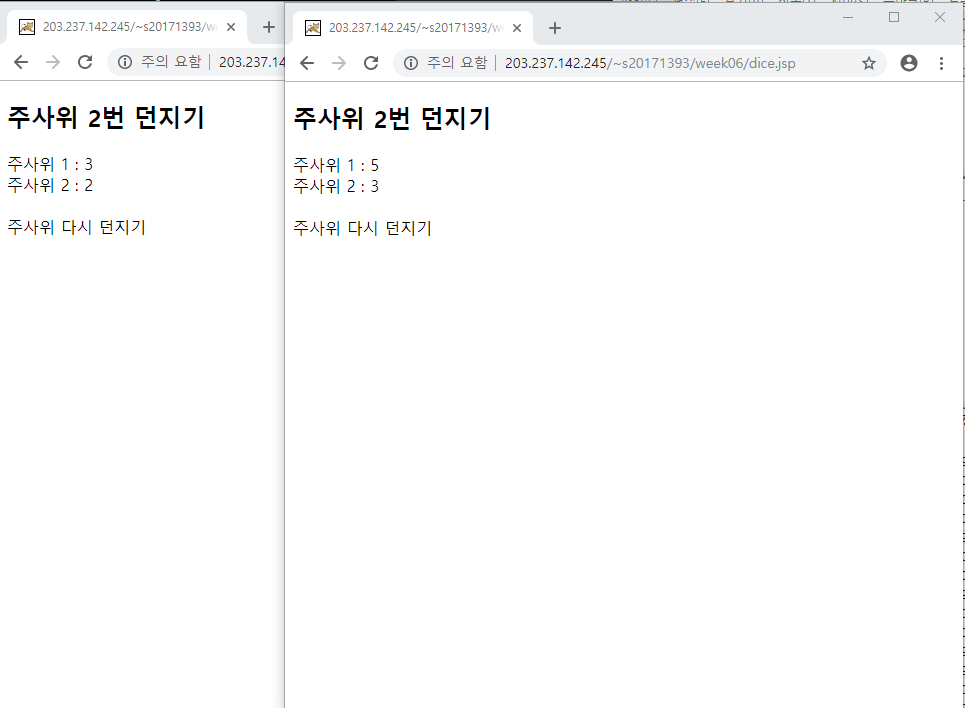 203.237.142.245/~s20171393/w
주의 요함 | 203.237.14
주사위 2번 던지기
주사위 1 : 3
주사위 2 : 2
주사위 다시 던지기
203.237.142.245/~s20171393/w
주의 요함 | 203.237.142.245/~s20171393/week06/dice.jsp
주사위 2번 던지기
주사위 1 : 5
주사위 2 : 3
주사위 다시 던지기